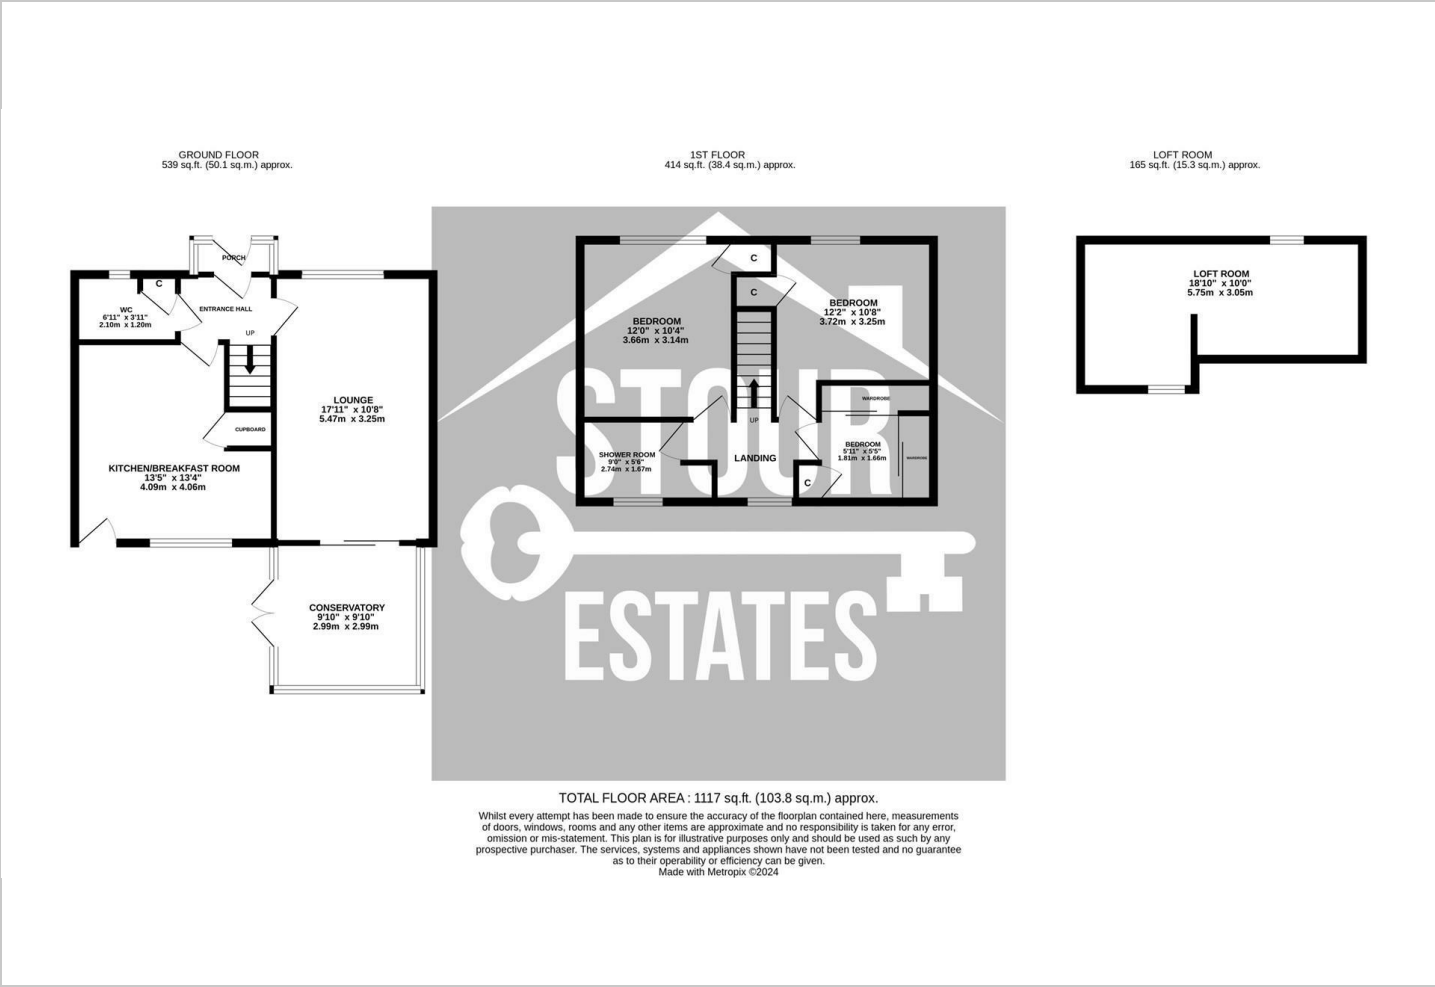 GROUND FLOOR
539 sq.ft. (50.1 sq.m.) approx.
PORCH
C
WC
6'11" x 3'11"
2.10m x 1.20m
ENTRANCE HALL
UP
LOUNGE
17'11" x 10'8"
5.47m x 3.25m
CUPBOARD
KITCHEN/BREAKFAST ROOM
13'5" x 13'4"
4.09m x 4.06m
CONSERVATORY
9'10" x 9'10"
2.99m x 2.99m
1ST FLOOR
414 sq.ft. (38.4 sq.m.) approx.
C
C
BEDROOM
12'0" x 10'4"
3.66m x 3.14m
BEDROOM
12'2" x 10'8"
3.72m x 3.25m
WARDROBE
UP
SHOWER ROOM
9'0" x 5'6"
2.74m x 1.67m
LANDING
BEDROOM
5'11" x 5'5"
1.81m x 1.66m
WARDROBE
C
STOUR
ESTATES
LOFT ROOM
165 sq.ft. (15.3 sq.m.) approx.
LOFT ROOM
18'10" x 10'0"
5.75m x 3.05m
TOTAL FLOOR AREA : 1117 sq.ft. (103.8 sq.m.) approx.
Whilst every attempt has been made to ensure the accuracy of the floorplan contained here, measurements
of doors, windows, rooms and any other items are approximate and no responsibility is taken for any error,
omission or mis-statement. This plan is for illustrative purposes only and should be used as such by any
prospective purchaser. The services, systems and appliances shown have not been tested and no guarantee
as to their operability or efficiency can be given.
Made with Metropix ©2024